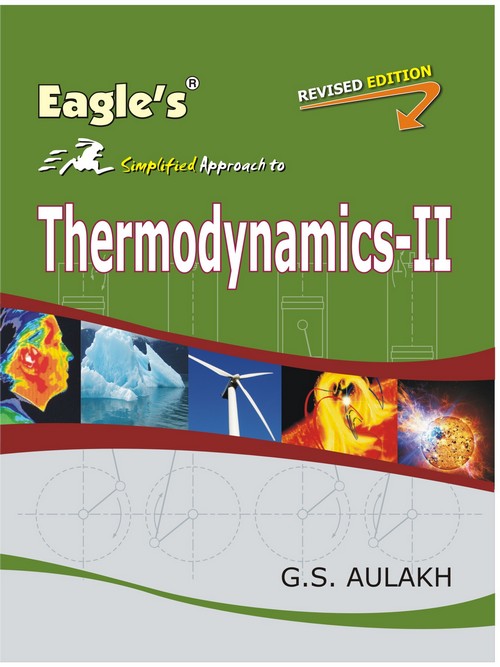 Eagle's®
REVISED EDITION
Simplified Approach to
Thermodynamics-II
G.S. AULAKH